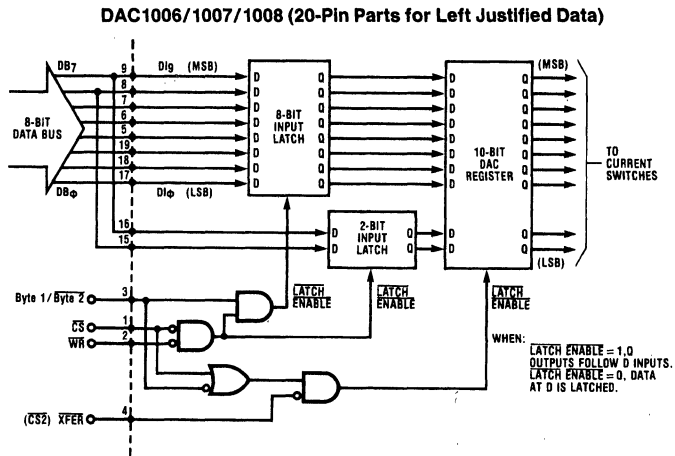 DAC1006/1007/1008 (20-Pin Parts for Left Justified Data)
DB7
9
DI9 (MSB)
8
7
6
5
19
18
17
DBΦ
DIΦ (LSB)
8-BIT
DATA BUS
D
D
D
D
D
D
D
D
8-BIT
INPUT
LATCH
Q
Q
Q
Q
Q
Q
Q
Q
D
D
D
D
D
D
D
D
10-BIT
DAC
REGISTER
Q
Q
Q
Q
Q
Q
Q
Q
(MSB)
TO
CURRENT
SWITCHES
16
15
D
D
2-BIT
INPUT
LATCH
Q
Q
D
D
Q
Q
(LSB)
LATCH
ENABLE
LATCH
ENABLE
LATCH
ENABLE
Byte 1/Byte 2
3
CS
1
WR
2
(CS2) XFER
4
WHEN:
LATCH ENABLE = 1,Q
OUTPUTS FOLLOW D INPUTS.
LATCH ENABLE = 0, DATA
AT D IS LATCHED.